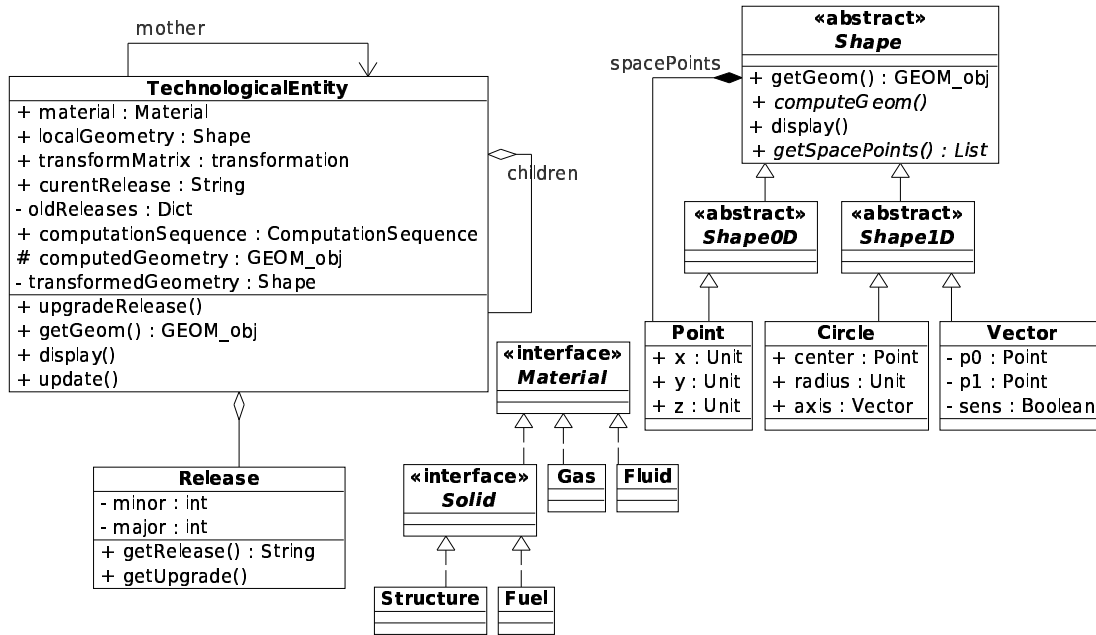 mother
TechnologicalEntity
+ material : Material
+ localGeometry : Shape
+ transformMatrix : transformation
+ curentRelease : String
- oldReleases : Dict
+ computationSequence : ComputationSequence
# computedGeometry : GEOM_obj
- transformedGeometry : Shape
+ upgradeRelease()
+ getGeom() : GEOM_obj
+ display()
+ update()
children
Release
- minor : int
- major : int
+ getRelease() : String
+ getUpgrade()
«abstract»
Shape
+ getGeom() : GEOM_obj
+ computeGeom()
+ display()
+ getSpacePoints() : List
spacePoints
«abstract»
Shape0D
«abstract»
Shape1D
Point
+ x : Unit
+ y : Unit
+ z : Unit
Circle
+ center : Point
+ radius : Unit
+ axis : Vector
Vector
- p0 : Point
- p1 : Point
- sens : Boolean
«interface»
Material
«interface»
Solid
Gas
Fluid
Structure
Fuel